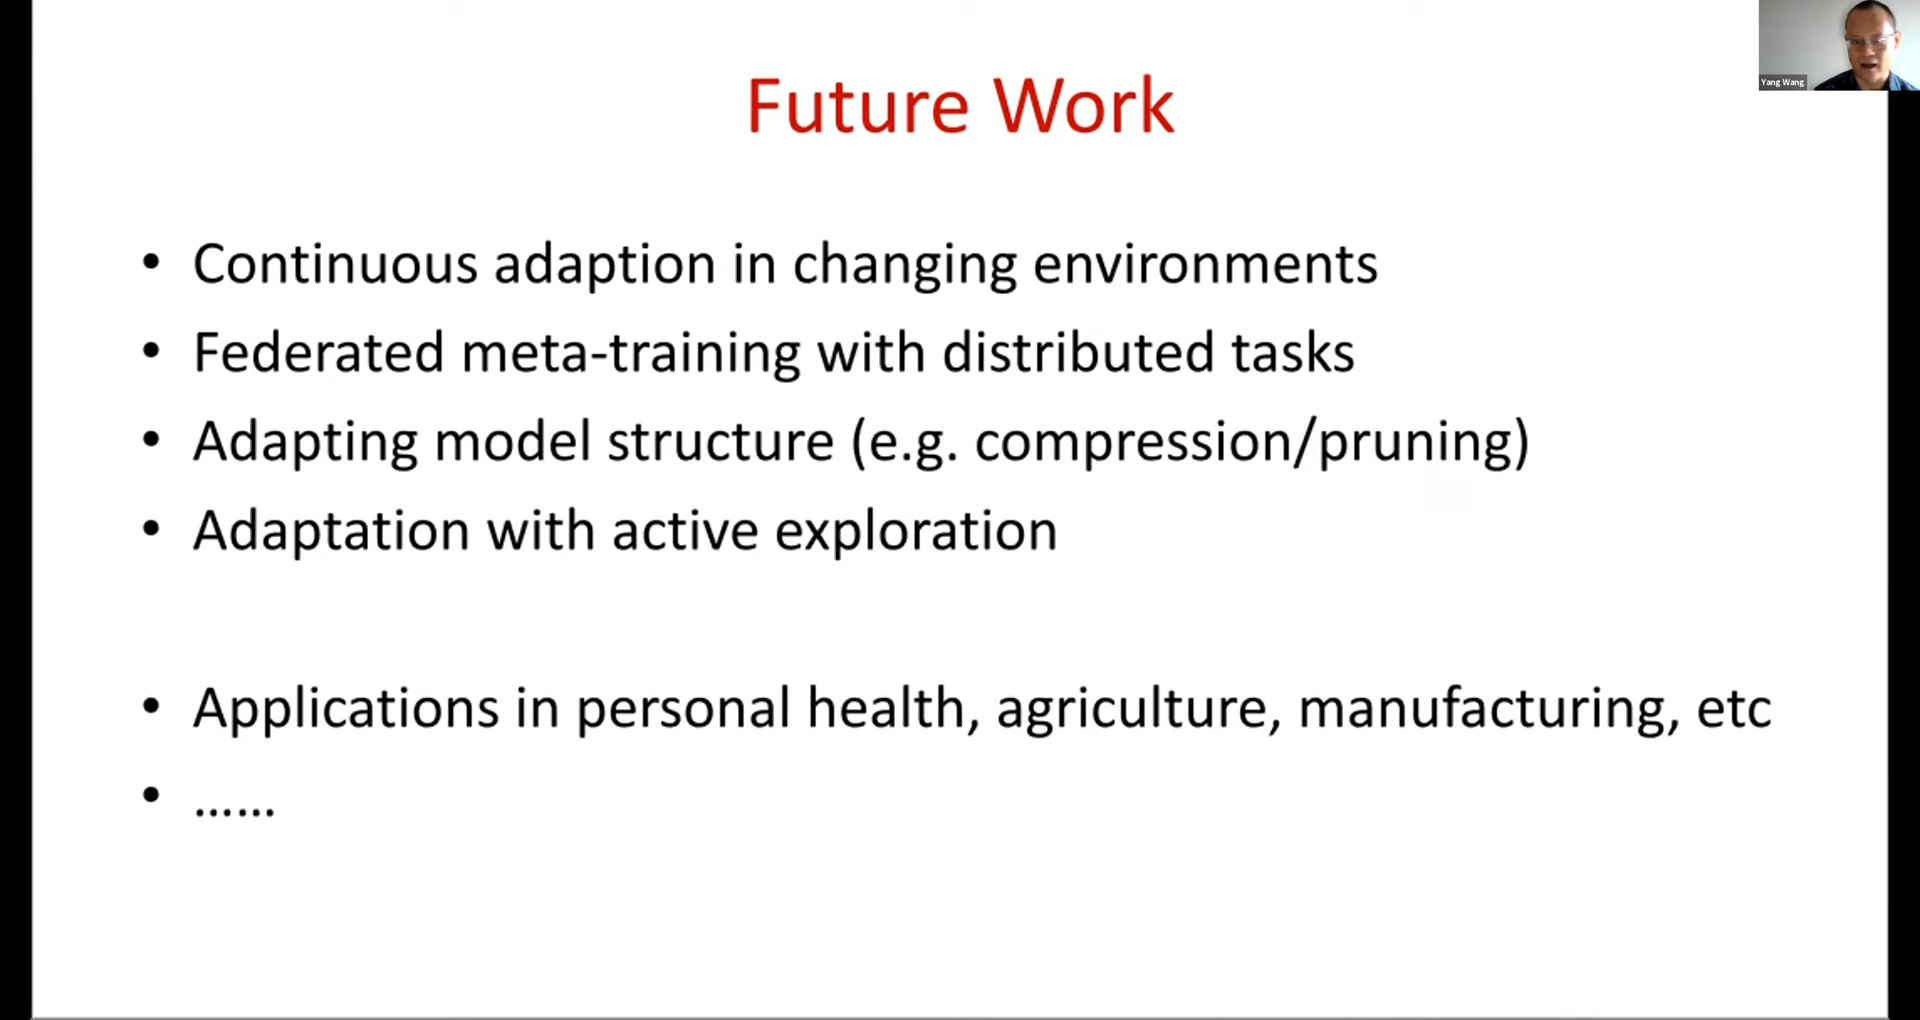 Yang Wang
Future Work
• Continuous adaption in changing environments
• Federated meta-training with distributed tasks
• Adapting model structure (e.g. compression/pruning)
• Adaptation with active exploration
• Applications in personal health, agriculture, manufacturing, etc
• ......